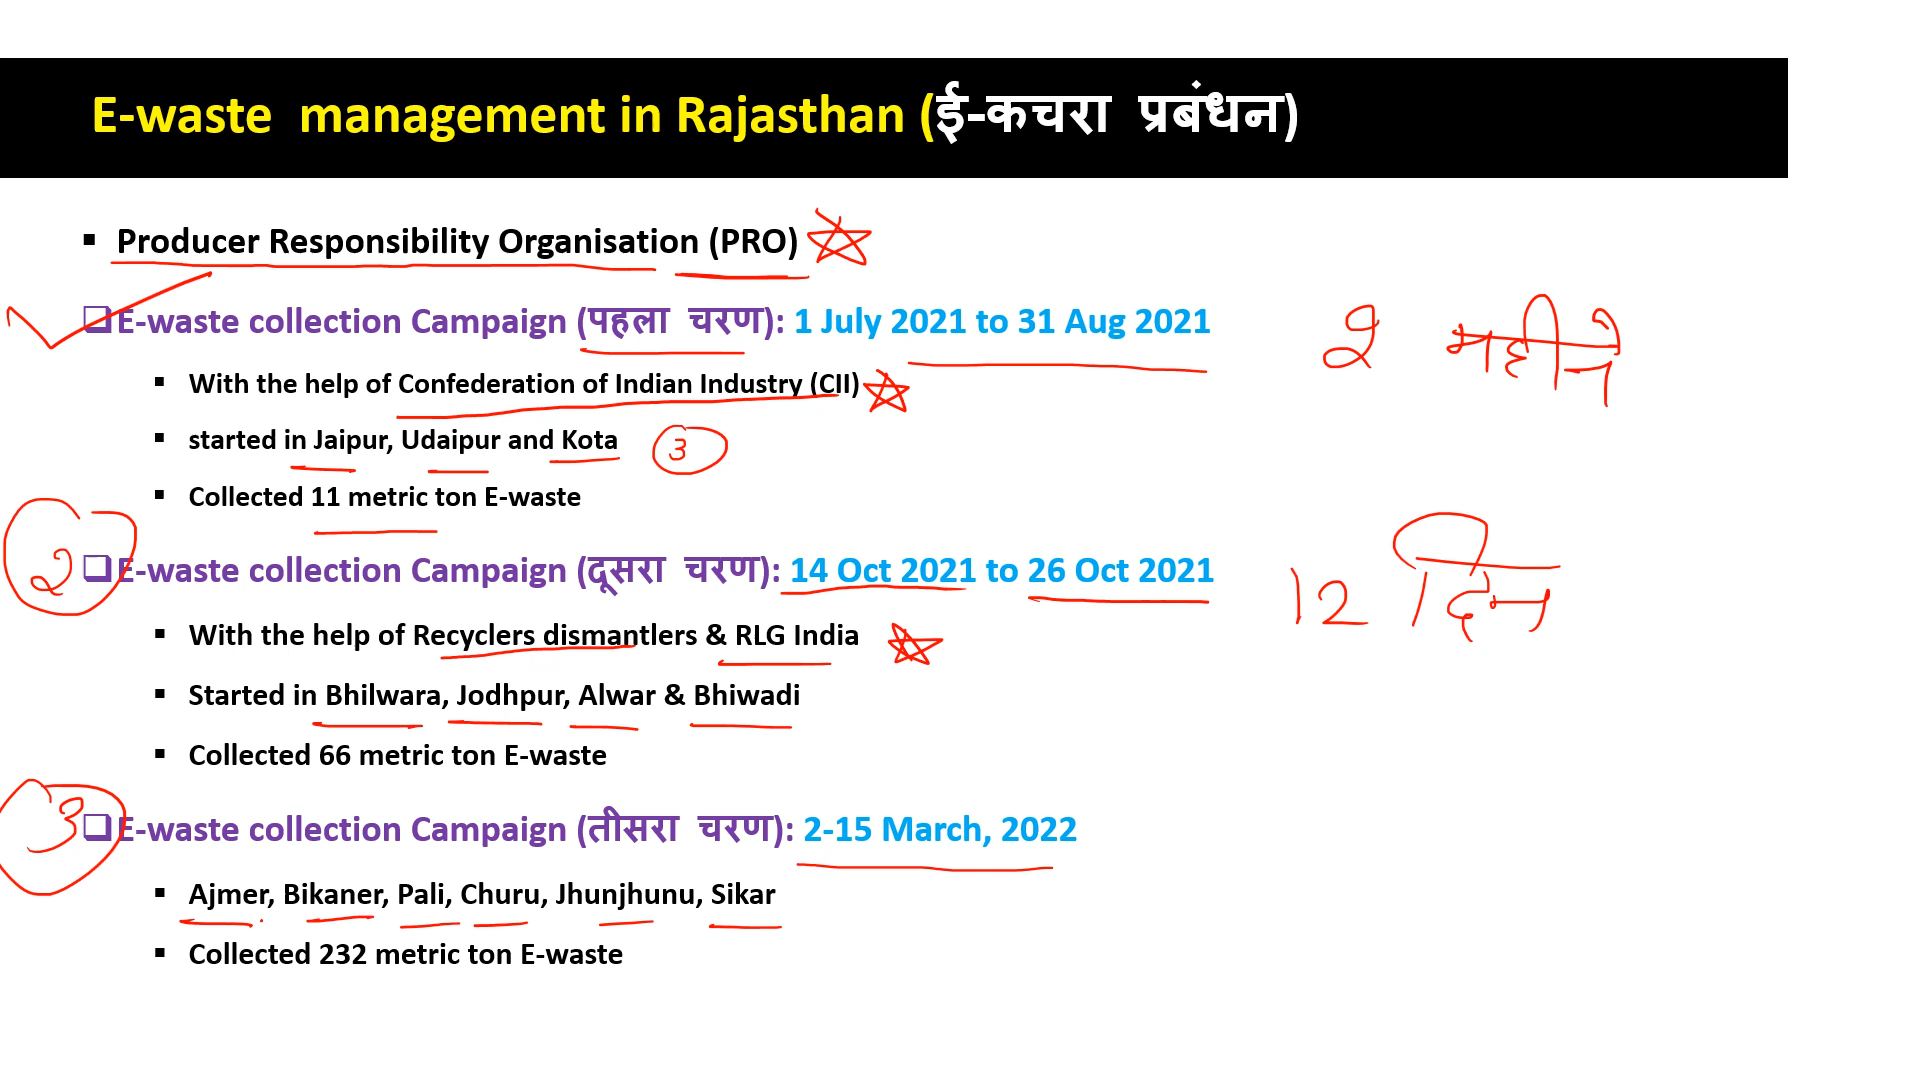 E-waste management in Rajasthan (ई-कचरा प्रबंधन)
▪ Producer Responsibility Organisation (PRO)
❑E-waste collection Campaign (पहला चरण): 1 July 2021 to 31 Aug 2021 2 महीने
▪ With the help of Confederation of Indian Industry (CII)
▪ started in Jaipur, Udaipur and Kota 3
▪ Collected 11 metric ton E-waste
2 ❑E-waste collection Campaign (दूसरा चरण): 14 Oct 2021 to 26 Oct 2021 12 दिन
▪ With the help of Recyclers dismantlers & RLG India
▪ Started in Bhilwara, Jodhpur, Alwar & Bhiwadi
▪ Collected 66 metric ton E-waste
3 ❑E-waste collection Campaign (तीसरा चरण): 2-15 March, 2022
▪ Ajmer, Bikaner, Pali, Churu, Jhunjhunu, Sikar
▪ Collected 232 metric ton E-waste